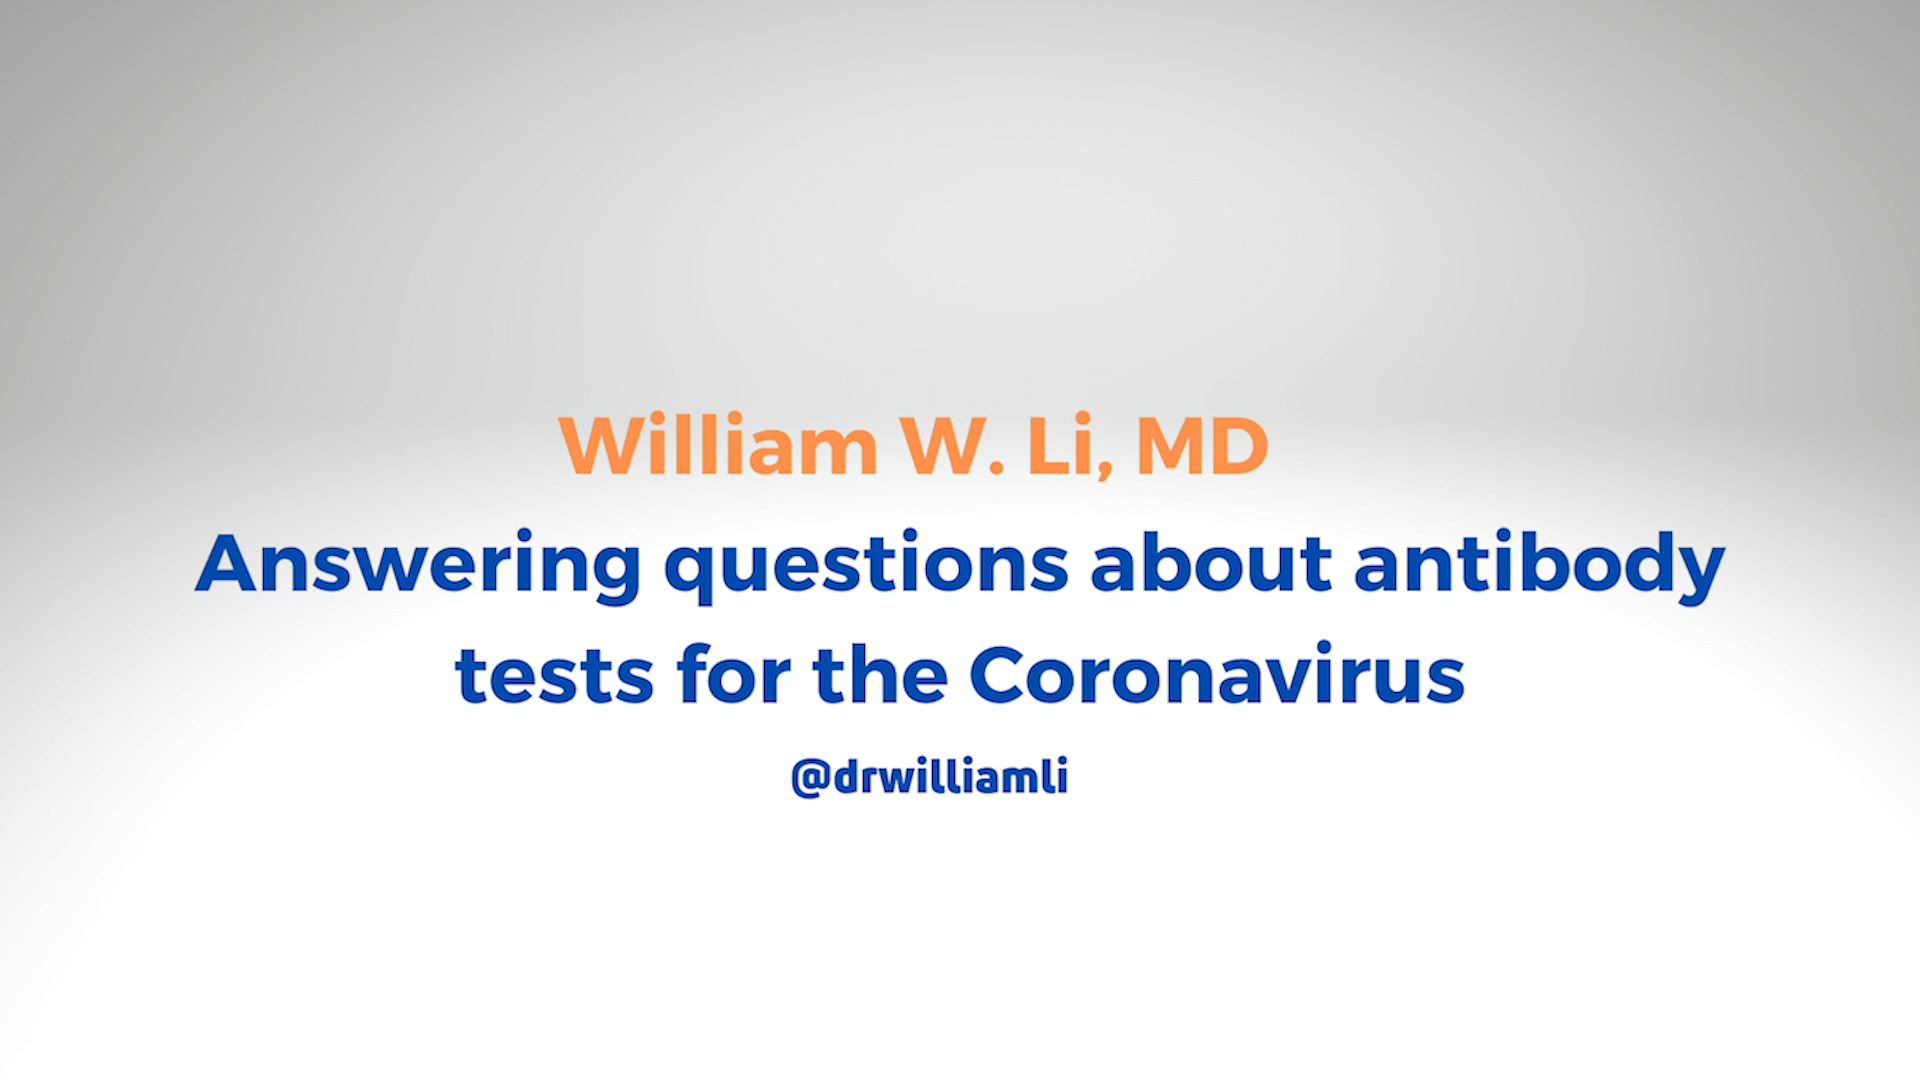 William W. Li, MD
Answering questions about antibody
tests for the Coronavirus
@drwilliamli